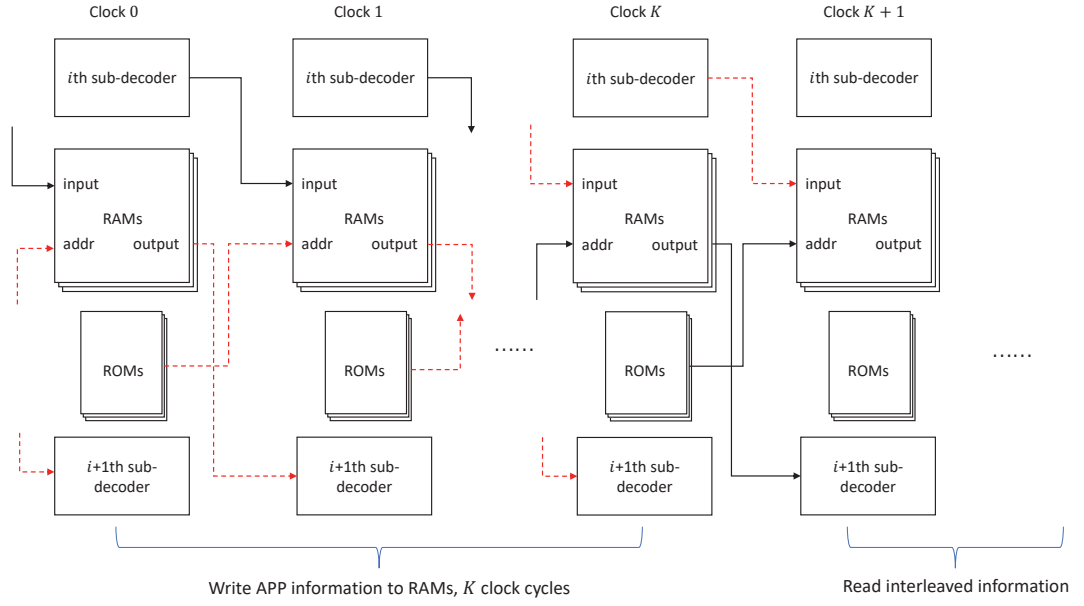 Clock 0
Clock 1
Clock K
Clock K + 1
ith sub-decoder
ith sub-decoder
ith sub-decoder
ith sub-decoder
input
RAMs
addr output
input
RAMs
addr output
input
RAMs
addr output
input
RAMs
addr output
ROMs
ROMs
......
ROMs
ROMs
......
i+1th sub-
decoder
i+1th sub-
decoder
i+1th sub-
decoder
i+1th sub-
decoder
Write APP information to RAMs, K clock cycles
Read interleaved information